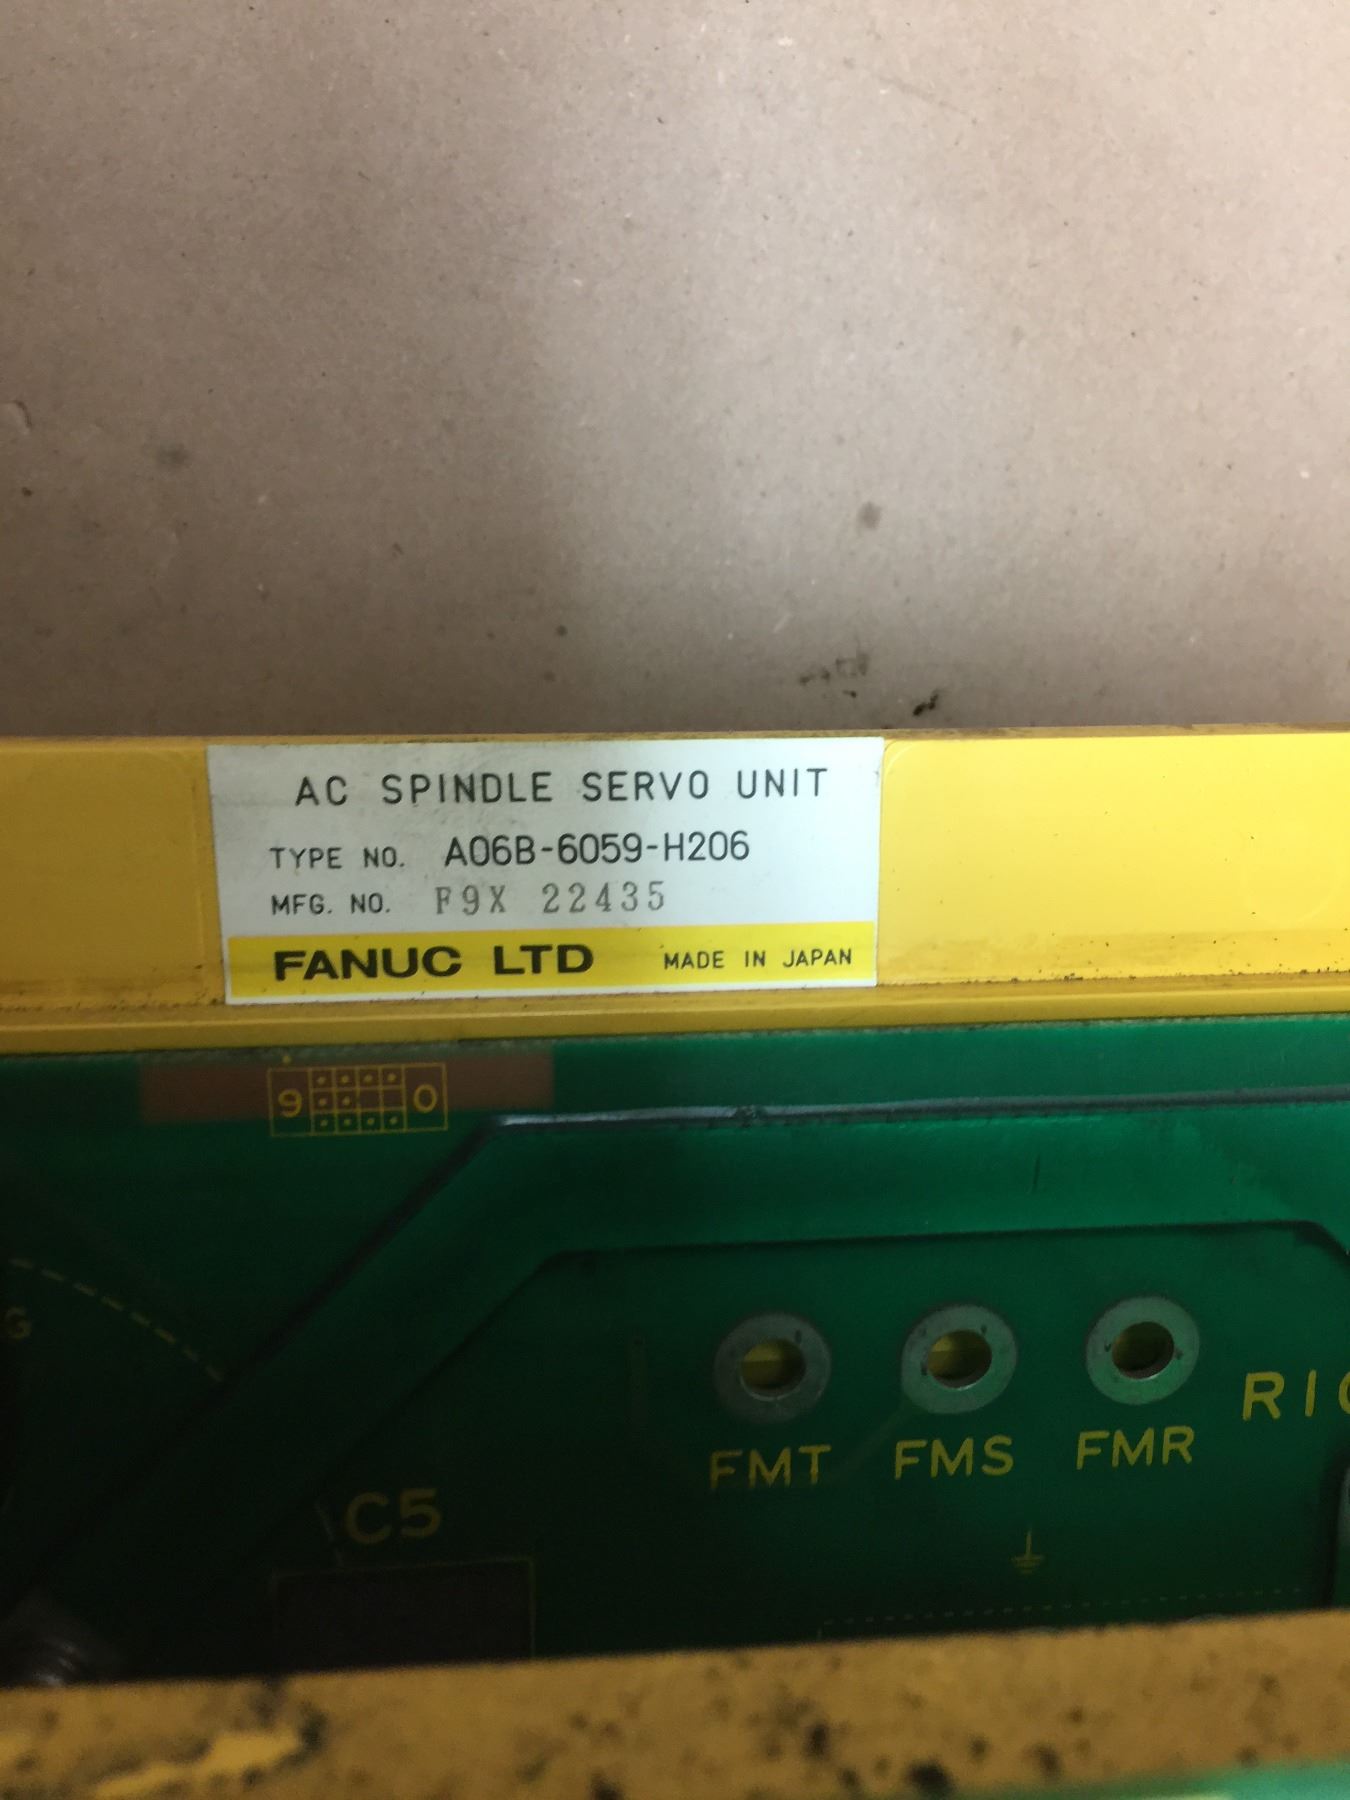 AC SPINDLE SERVO UNIT
TYPE NO. A06B-6059-H206
MFG. NO. F9X 22435
FANUC LTD MADE IN JAPAN
9 0
G
FMT FMS FMR
C5